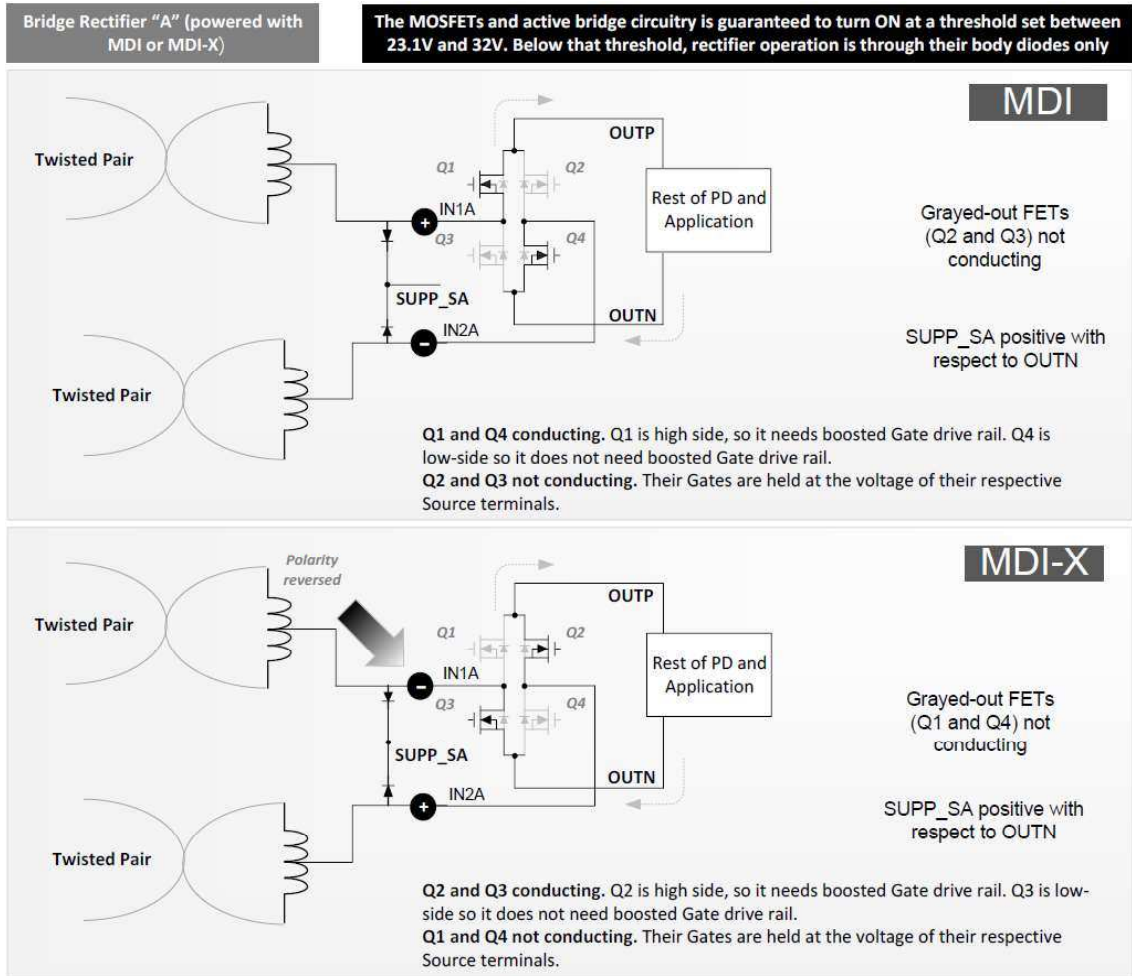 Bridge Rectifier "A" (powered with
MDI or MDI-X)
The MOSFETs and active bridge circuitry is guaranteed to turn ON at a threshold set between
23.1V and 32V. Below that threshold, rectifier operation is through their body diodes only
MDI
Twisted Pair
OUTP
Q1
Q2
Rest of PD and
Application
+
IN1A
Q3
Q4
Grayed-out FETs
(Q2 and Q3) not
conducting
SUPP_SA
OUTN
-
IN2A
SUPP_SA positive with
respect to OUTN
Twisted Pair
Q1 and Q4 conducting. Q1 is high side, so it needs boosted Gate drive rail. Q4 is
low-side so it does not need boosted Gate drive rail.
Q2 and Q3 not conducting. Their Gates are held at the voltage of their respective
Source terminals.
MDI-X
Polarity
reversed
Twisted Pair
OUTP
Q1
Q2
Rest of PD and
Application
-
IN1A
Q3
Q4
Grayed-out FETs
(Q1 and Q4) not
conducting
SUPP_SA
OUTN
+
IN2A
SUPP_SA positive with
respect to OUTN
Twisted Pair
Q2 and Q3 conducting. Q2 is high side, so it needs boosted Gate drive rail. Q3 is low-
side so it does not need boosted Gate drive rail.
Q1 and Q4 not conducting. Their Gates are held at the voltage of their respective
Source terminals.